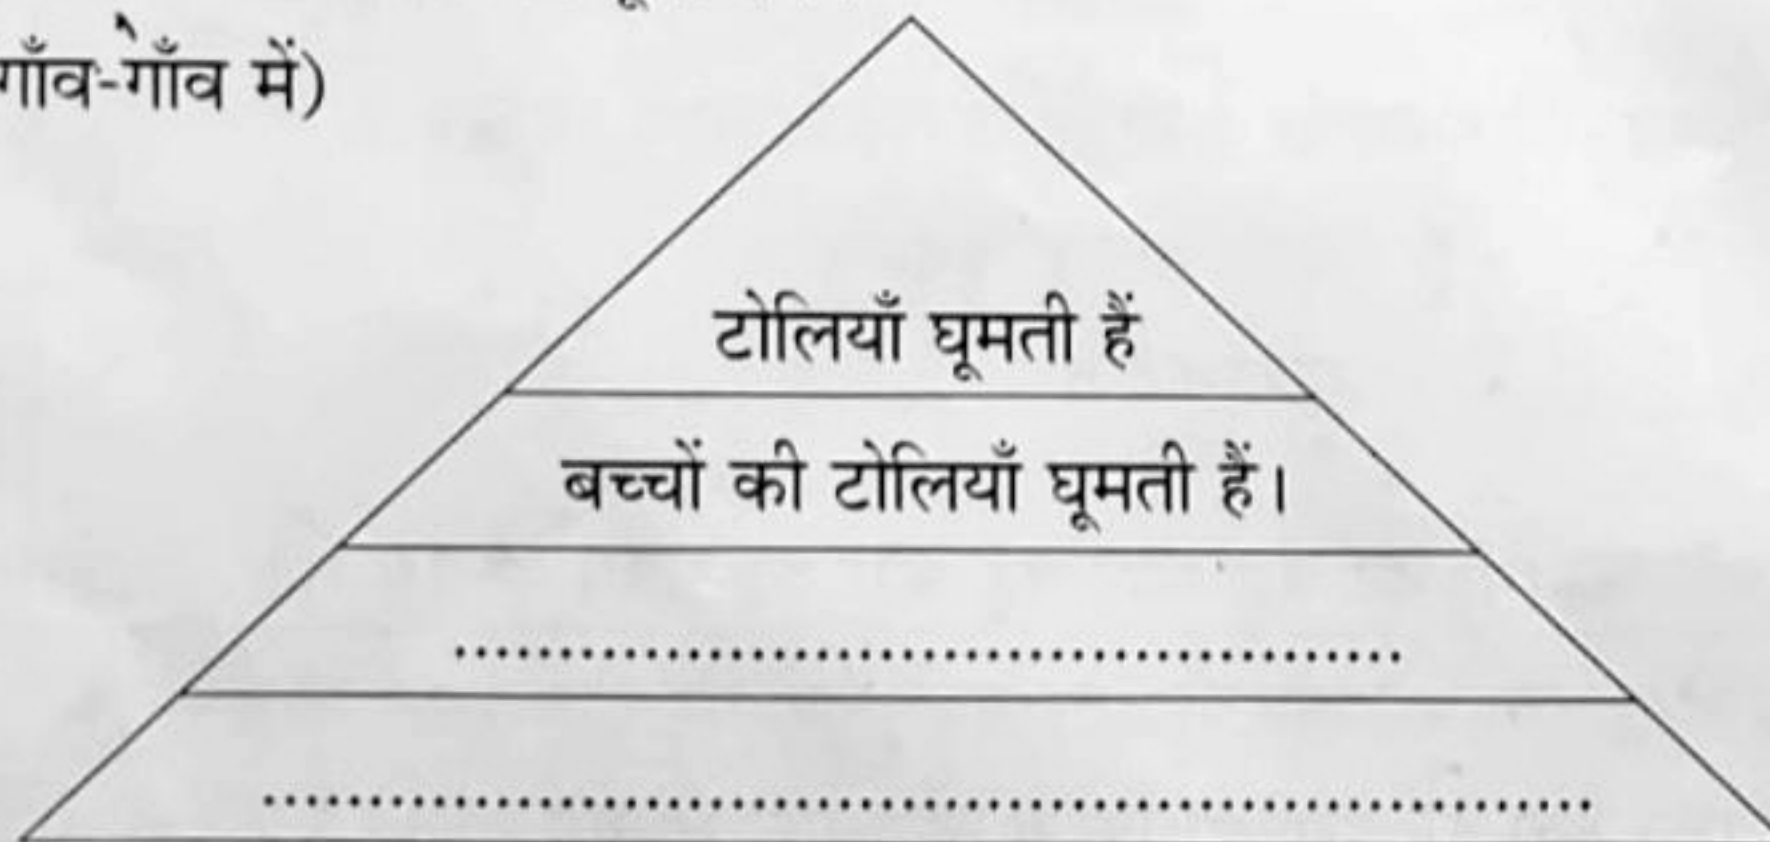 गाँव-गाँव में)
टोलियाँ घूमती हैं
बच्चों की टोलियाँ घूमती हैं।